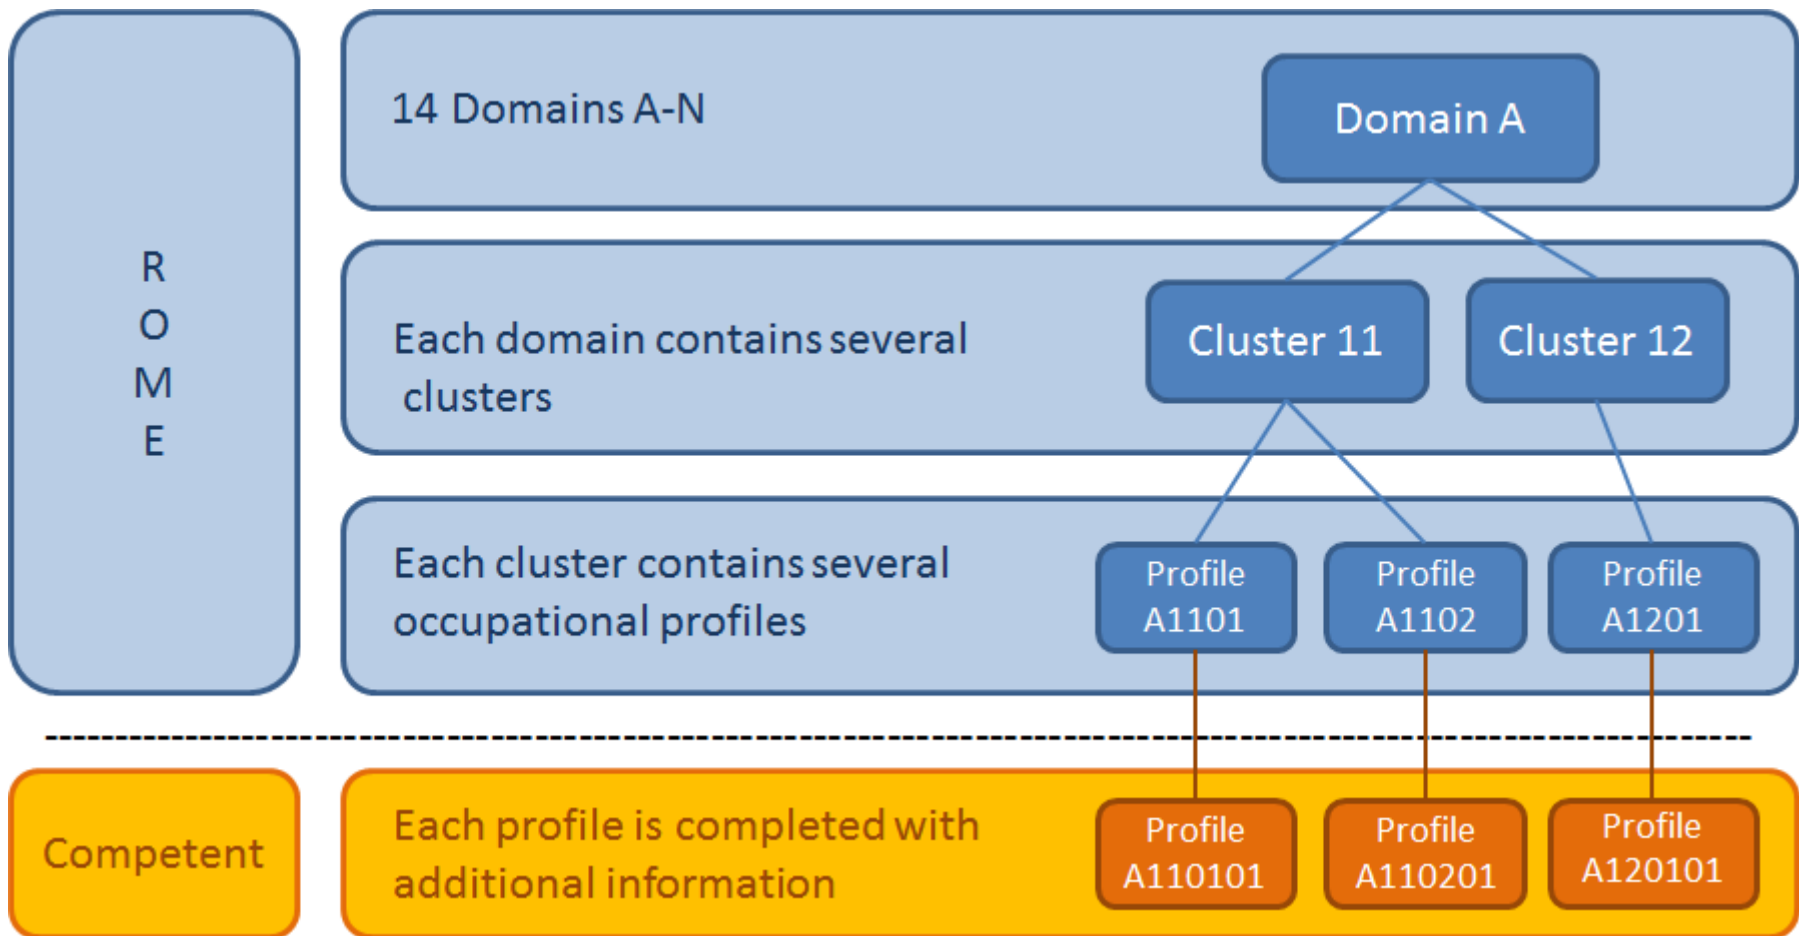 R
O
M
E
14 Domains A-N
Domain A
Each domain contains several
clusters
Cluster 11
Cluster 12
Each cluster contains several
occupational profiles
Profile
A1101
Profile
A1102
Profile
A1201
Competent
Each profile is completed with
additional information
Profile
A110101
Profile
A110201
Profile
A120101